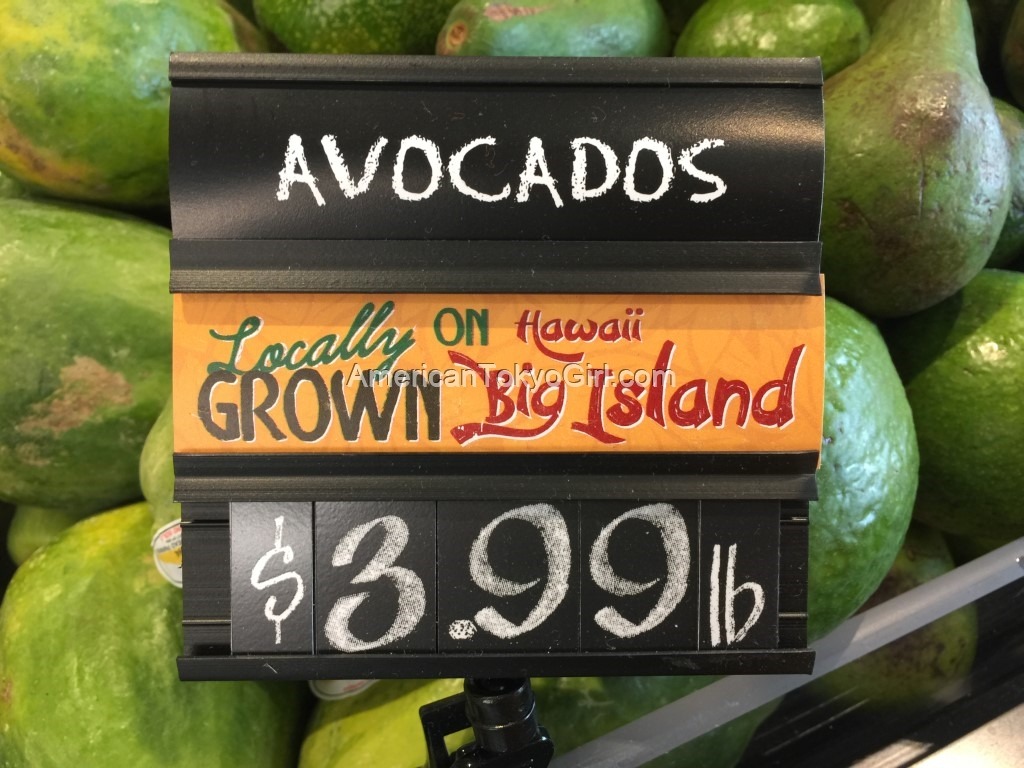 AVOCADOS
Locally ON Hawaii
GROWN Big Island
AmericanTokyoGirl.com
$3.99 lb